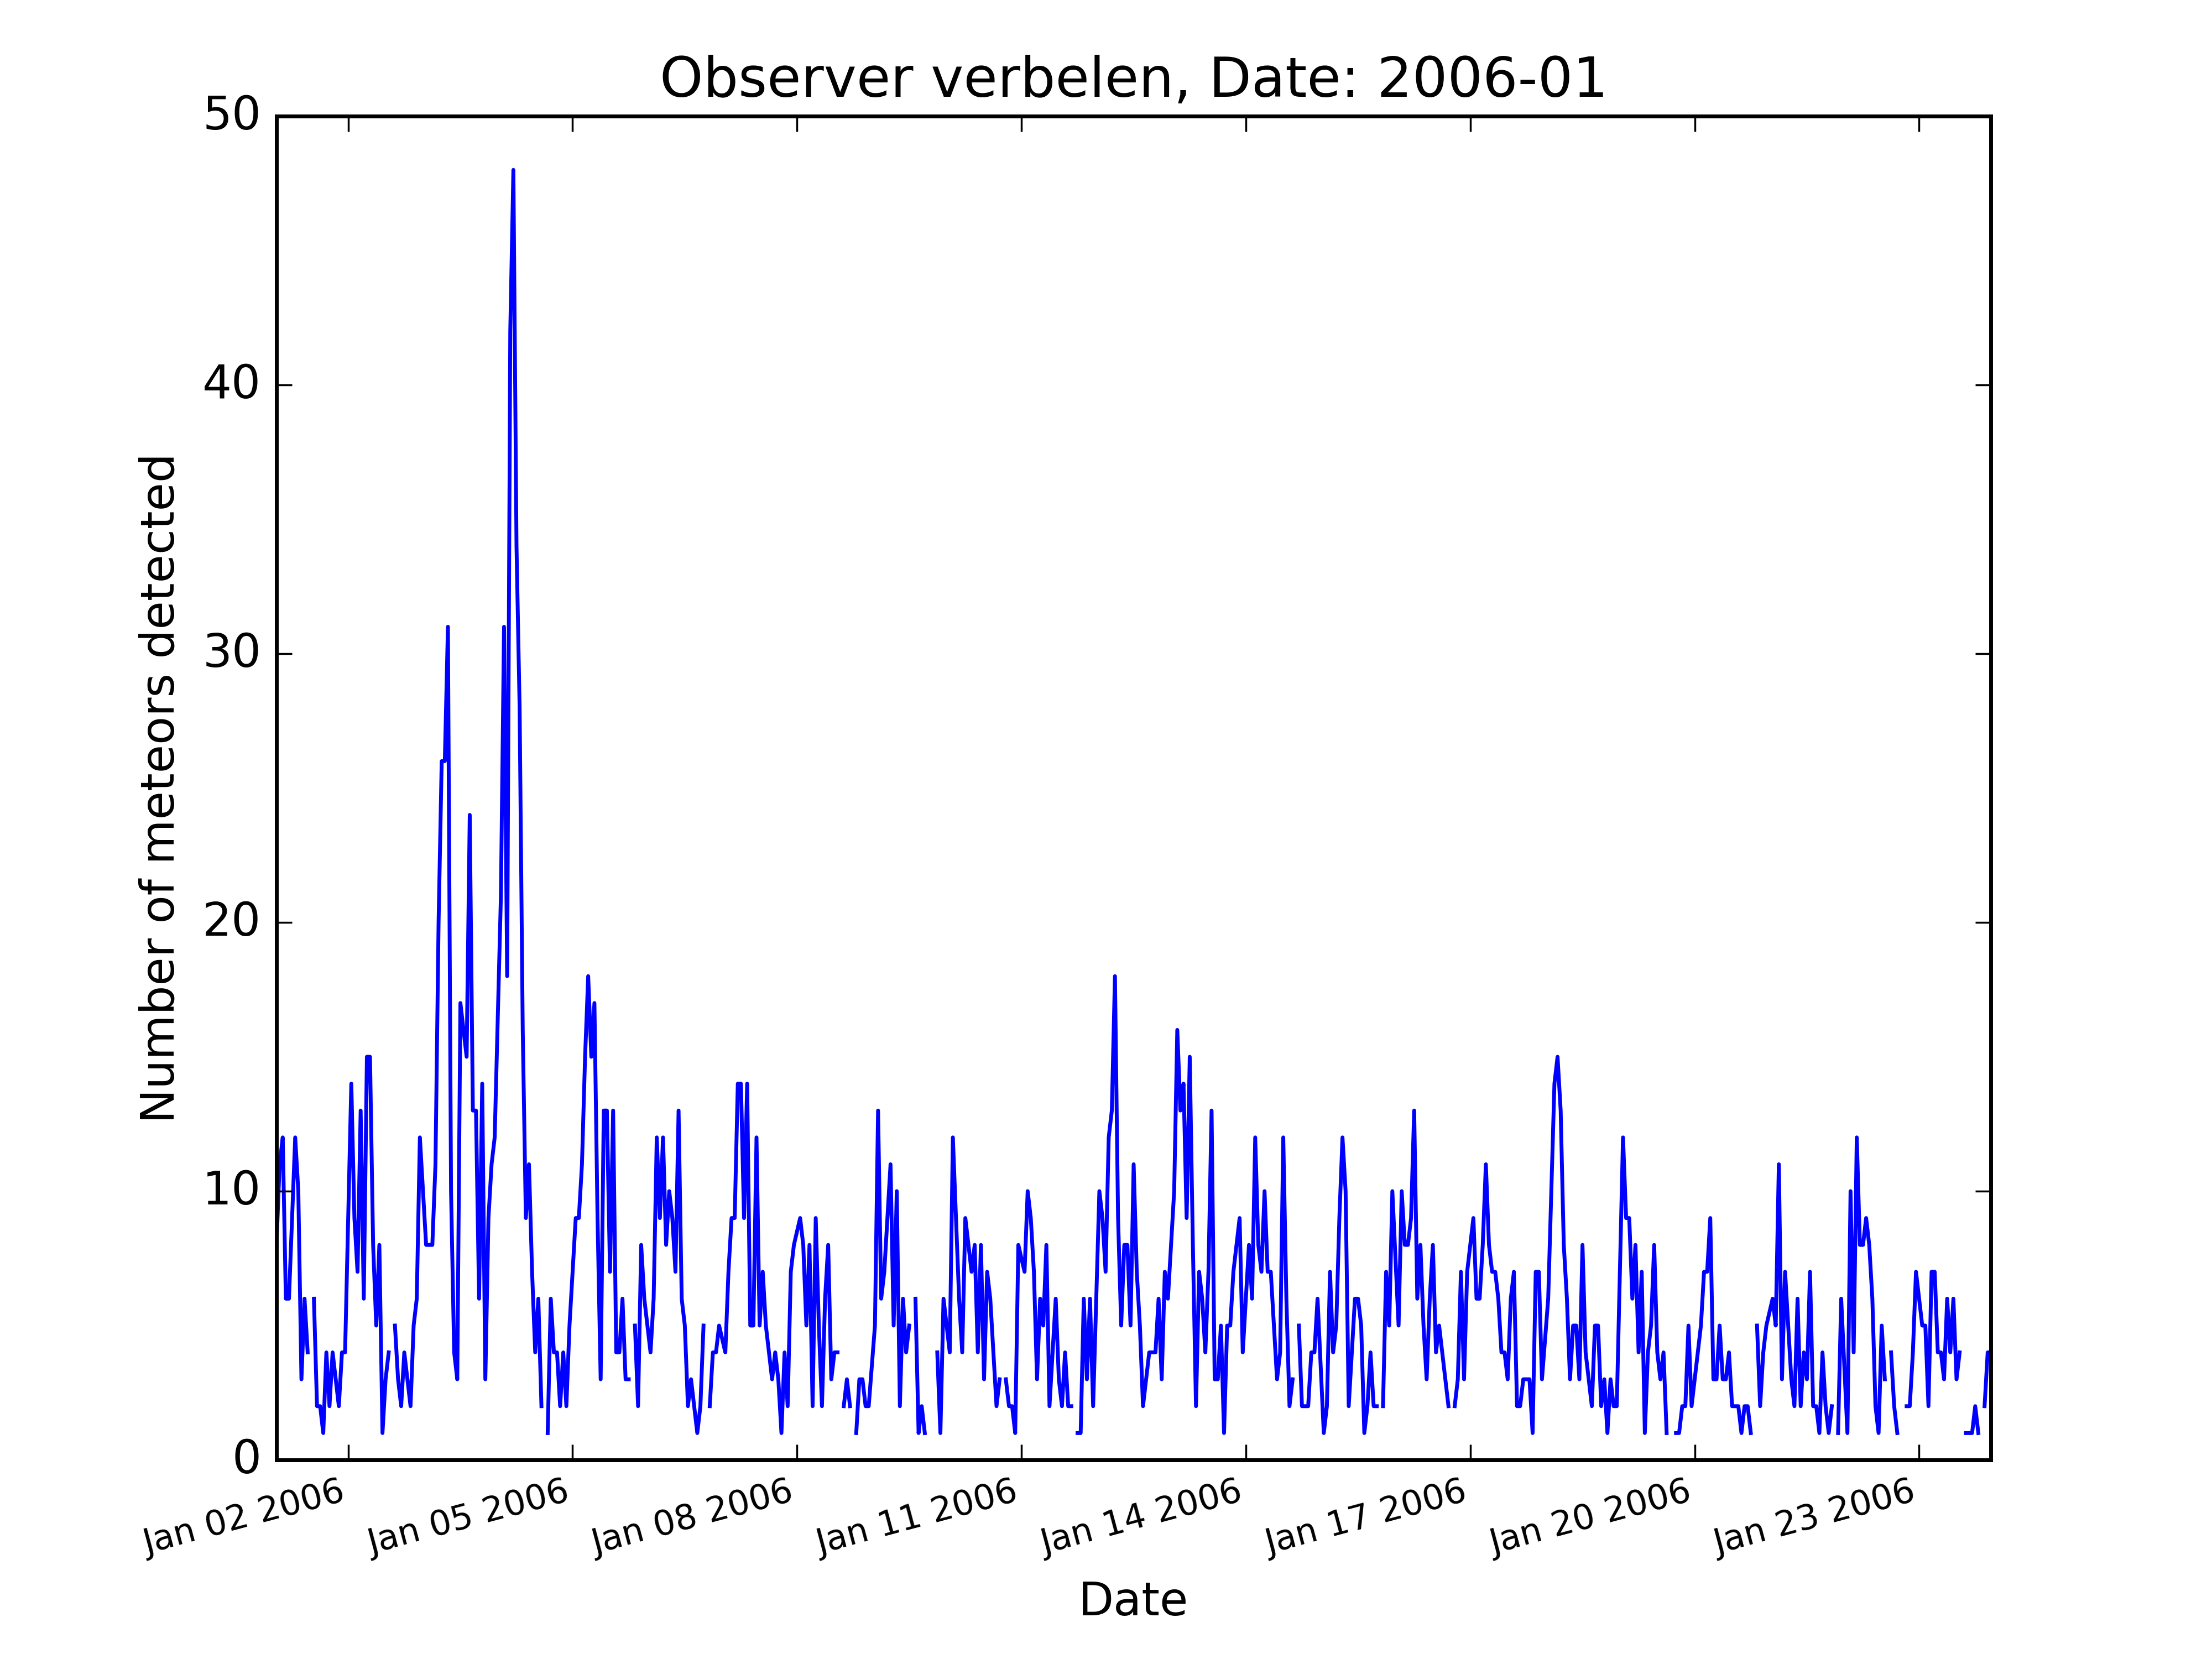 Observer verbelen, Date: 2006-01
50
40
30
20
10
0
Number of meteors detected
Jan 02 2006
Jan 05 2006
Jan 08 2006
Jan 11 2006
Jan 14 2006
Jan 17 2006
Jan 20 2006
Jan 23 2006
Date